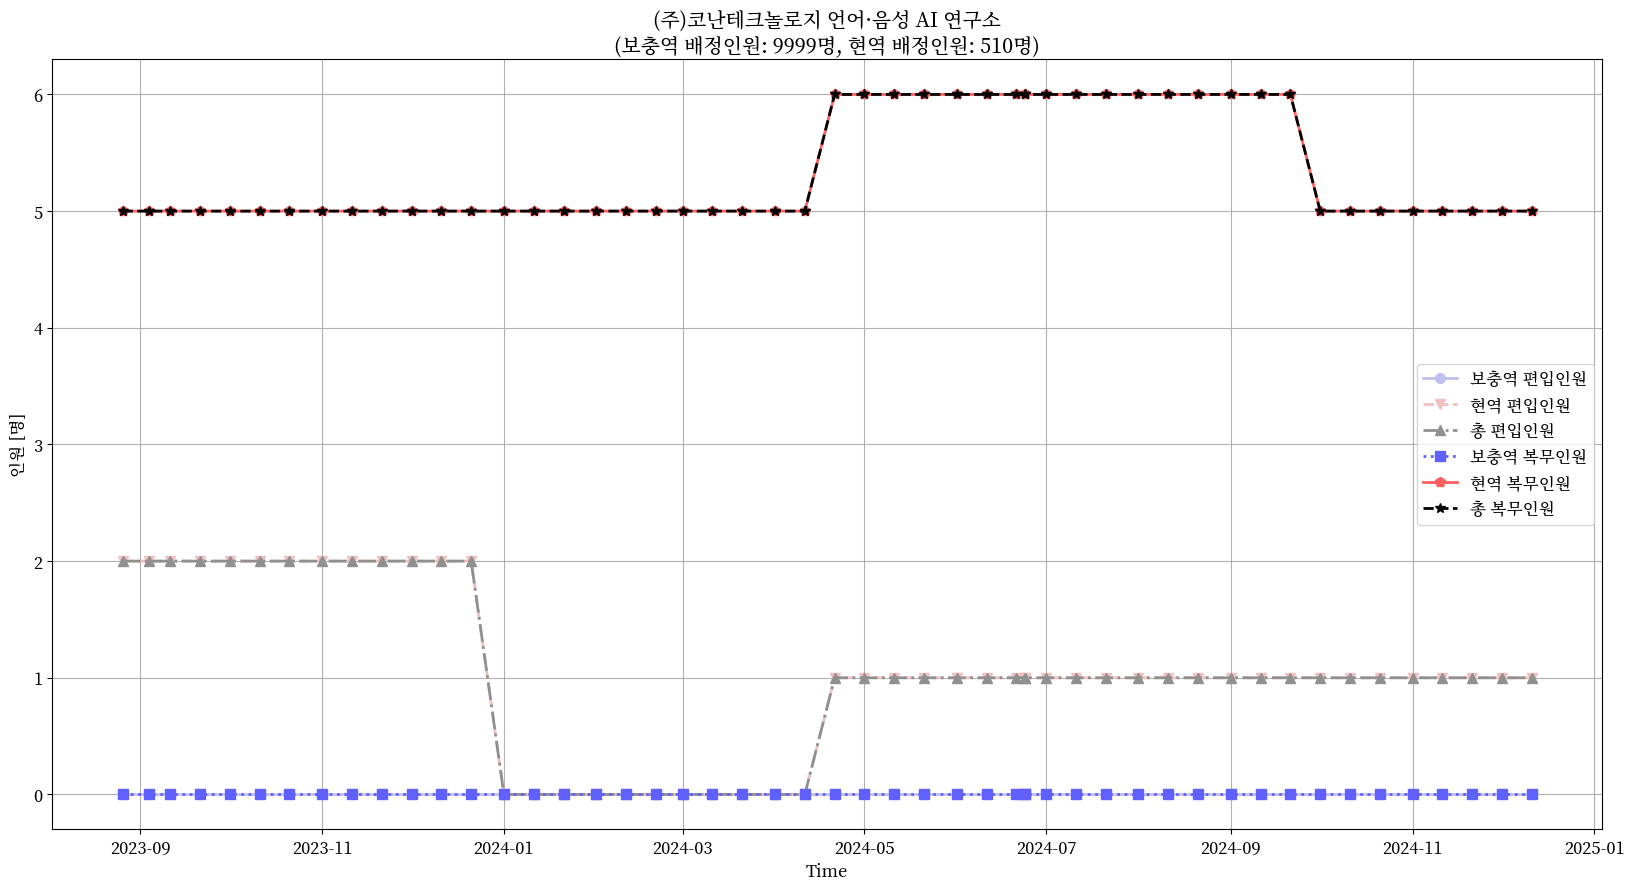 (주)코난테크놀로지 언어·음성 AI 연구소
(보충역 배정인원: 9999명, 현역 배정인원: 510명)
인원 [명]
6
5
4
3
2
1
0
보충역 편입인원
현역 편입인원
총 편입인원
보충역 복무인원
현역 복무인원
총 복무인원
2023-09
2023-11
2024-01
2024-03
2024-05
2024-07
2024-09
2024-11
2025-01
Time